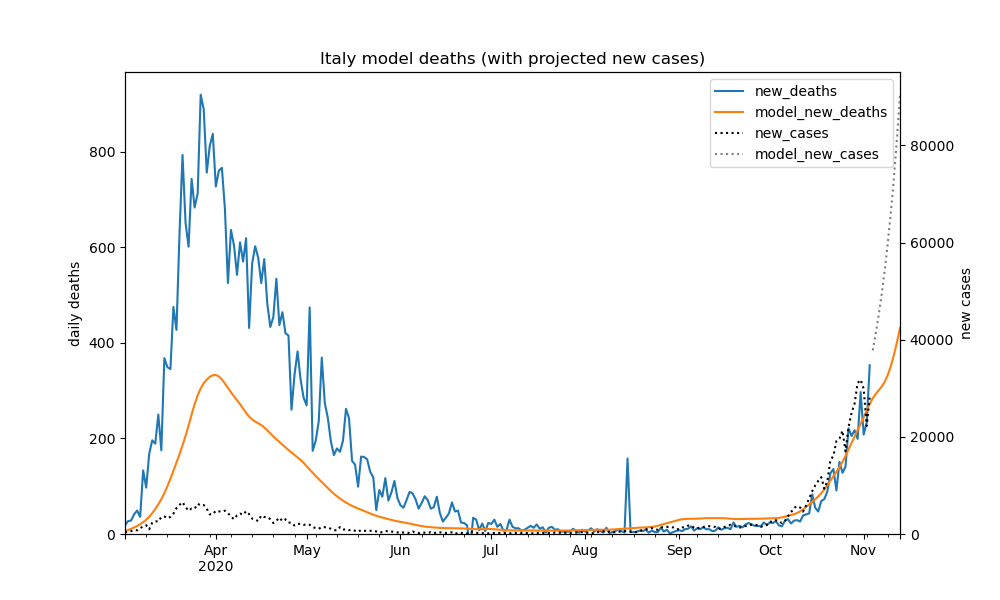 Italy model deaths (with projected new cases)
new_deaths
model_new_deaths
new_cases
model_new_cases
daily deaths
800
600
400
200
0
new cases
80000
60000
40000
20000
0
Apr
2020
May
Jun
Jul
Aug
Sep
Oct
Nov